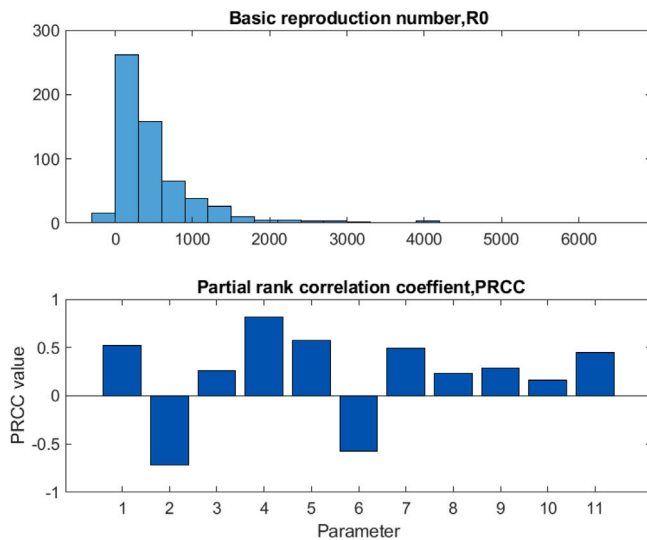 Basic reproduction number,R0
300
200
100
0
0 1000 2000 3000 4000 5000 6000
Partial rank correlation coeffient,PRCC
1
0.5
0
-0.5
-1
PRCC value
1 2 3 4 5 6 7 8 9 10 11
Parameter